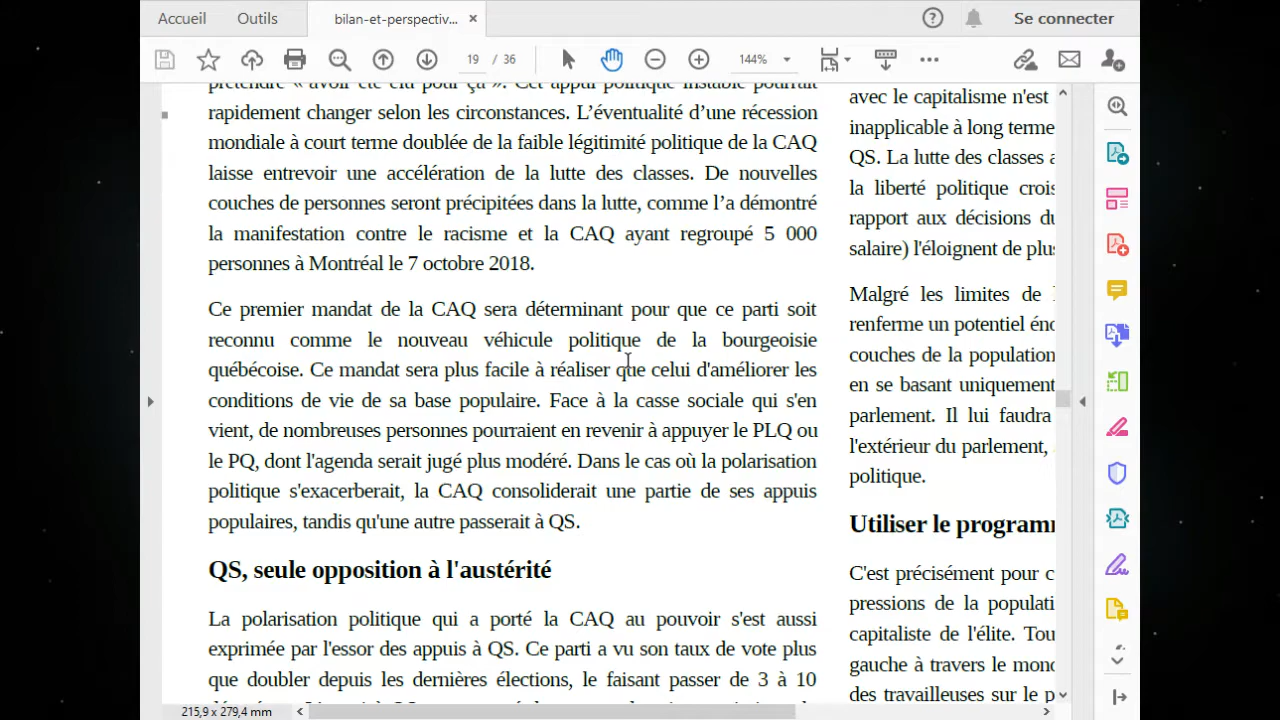 Accueil
Outils
bilan-et-perspectiv... ×
Se connecter
19 / 36
144%
prétendre « avoir été élu pour ça ». Cet appui politique instable pourrait
rapidement changer selon les circonstances. L’éventualité d’une récession
mondiale à court terme doublée de la faible légitimité politique de la CAQ
laisse entrevoir une accélération de la lutte des classes. De nouvelles
couches de personnes seront précipitées dans la lutte, comme l’a démontré
la manifestation contre le racisme et la CAQ ayant regroupé 5 000
personnes à Montréal le 7 octobre 2018.
Ce premier mandat de la CAQ sera déterminant pour que ce parti soit
reconnu comme le nouveau véhicule politique de la bourgeoisie
québécoise. Ce mandat sera plus facile à réaliser que celui d'améliorer les
conditions de vie de sa base populaire. Face à la casse sociale qui s'en
vient, de nombreuses personnes pourraient en revenir à appuyer le PLQ ou
le PQ, dont l'agenda serait jugé plus modéré. Dans le cas où la polarisation
politique s'exacerberait, la CAQ consoliderait une partie de ses appuis
populaires, tandis qu'une autre passerait à QS.
QS, seule opposition à l'austérité
La polarisation politique qui a porté la CAQ au pouvoir s'est aussi
exprimée par l'essor des appuis à QS. Ce parti a vu son taux de vote plus
que doubler depuis les dernières élections, le faisant passer de 3 à 10
avec le capitalisme n'est
inapplicable à long terme
QS. La lutte des classes a
la liberté politique crois
rapport aux décisions du
salaire) l'éloignent de plus
Malgré les limites de
renferme un potentiel éno
couches de la population
en se basant uniquement
parlement. Il lui faudra
l'extérieur du parlement,
politique.
Utiliser le program
C'est précisément pour c
pressions de la populati
capitaliste de l'élite. Tou
gauche à travers le mond
des travailleuses sur le p
215,9 x 279,4 mm